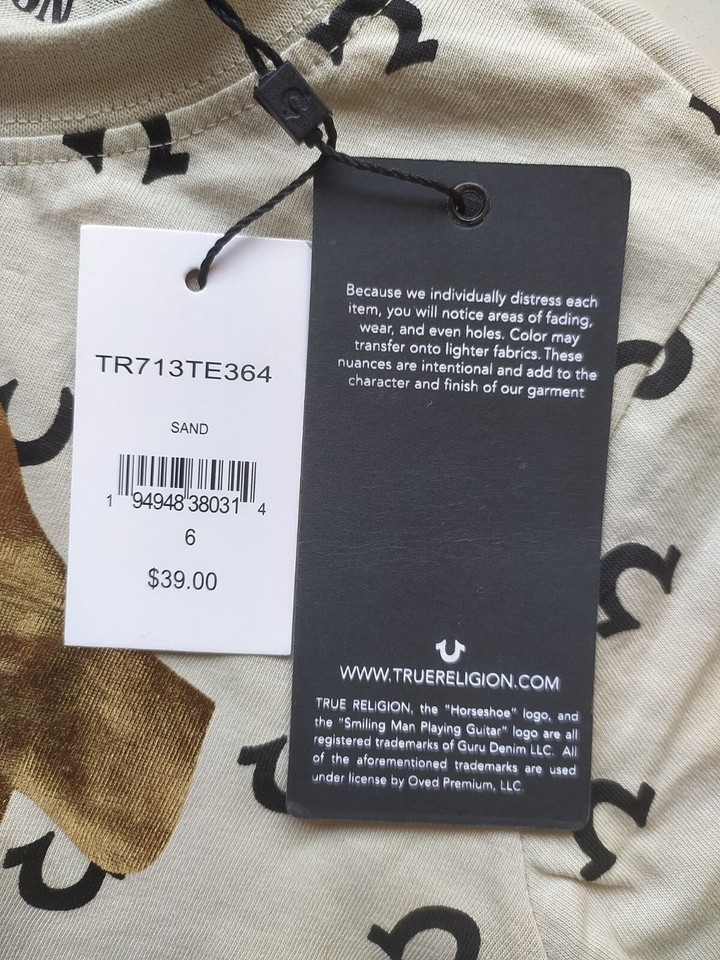 TR713TE364
SAND
1 94948 38031 4
6
$39.00
Because we individually distress each
item, you will notice areas of fading,
wear, and even holes. Color may
transfer onto lighter fabrics. These
nuances are intentional and add to the
character and finish of our garment
WWW.TRUERELIGION.COM
TRUE RELIGION, the "Horseshoe" logo, and
the "Smiling Man Playing Guitar" logo are all
registered trademarks of Guru Denim LLC. All
of the aforementioned trademarks are used
under license by Oved Premium, LLC.